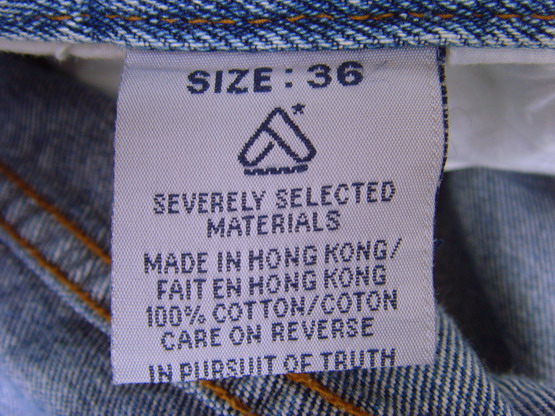 SIZE : 36
SEVERELY SELECTED
MATERIALS
MADE IN HONG KONG/
FAIT EN HONG KONG
100% COTTON/COTON
CARE ON REVERSE
IN PURSUIT OF TRUTH